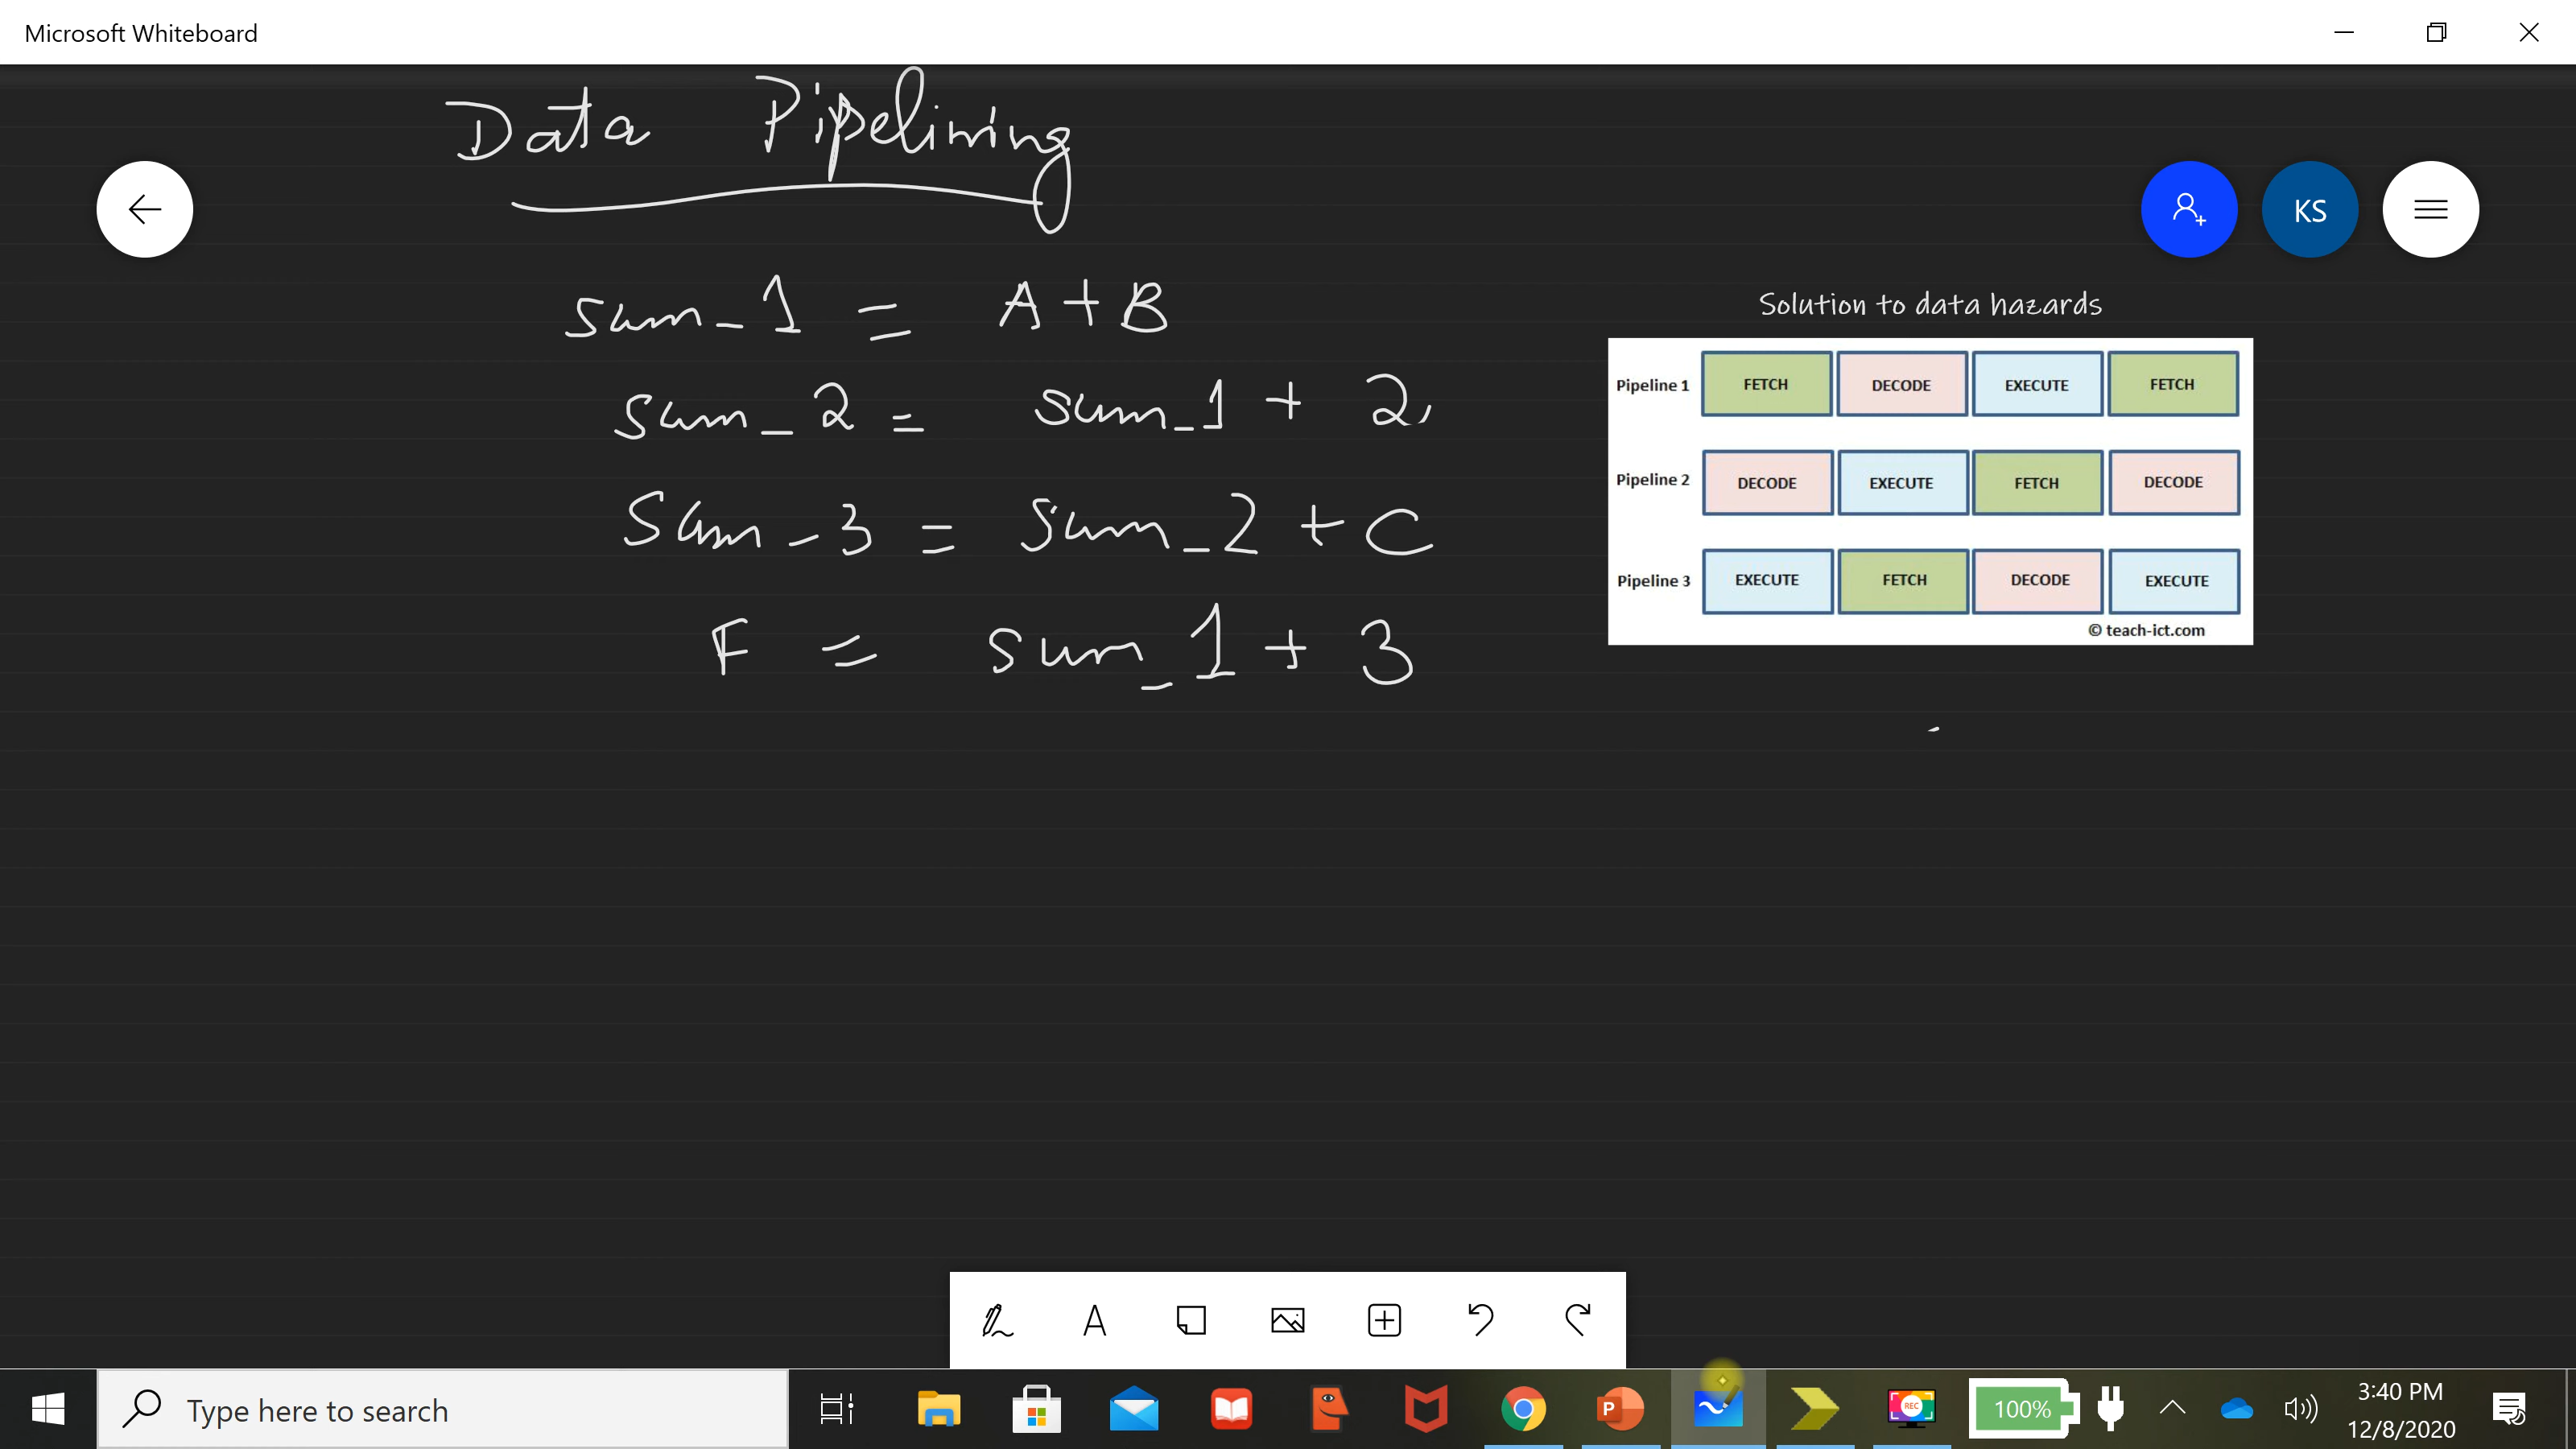 Microsoft Whiteboard
Data Pipelining
sum_1 = A+B
sum_2 = sum_1 + 2,
Sum_3 = Sum_2 + C
F = sum_1 + 3
KS
Solution to data hazards
Pipeline 1 FETCH DECODE EXECUTE FETCH
Pipeline 2 DECODE EXECUTE FETCH DECODE
Pipeline 3 EXECUTE FETCH DECODE EXECUTE
© teach-ict.com
A
Type here to search
P
REC
100%
3:40 PM
12/8/2020